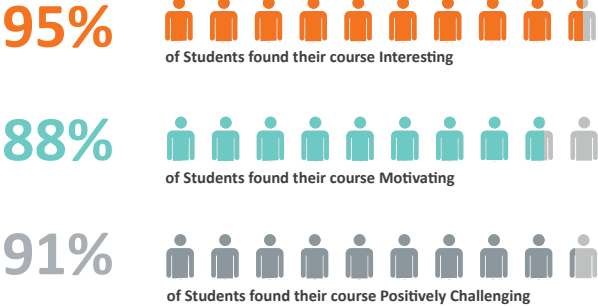 95%
of Students found their course Interesting
88%
of Students found their course Motivating
91%
of Students found their course Positively Challenging